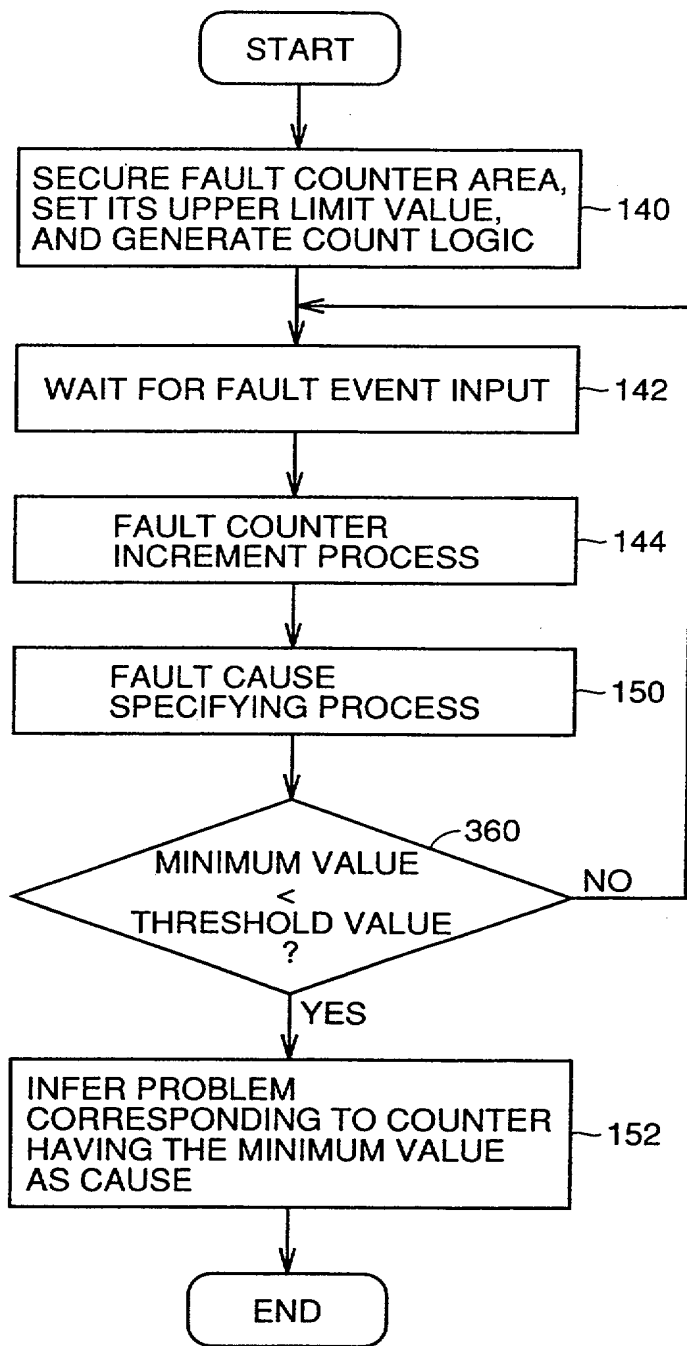 START
SECURE FAULT COUNTER AREA,
SET ITS UPPER LIMIT VALUE,
AND GENERATE COUNT LOGIC
140
WAIT FOR FAULT EVENT INPUT
142
FAULT COUNTER
INCREMENT PROCESS
144
FAULT CAUSE
SPECIFYING PROCESS
150
360
MINIMUM VALUE
<
THRESHOLD VALUE
?
NO
YES
INFER PROBLEM
CORRESPONDING TO COUNTER
HAVING THE MINIMUM VALUE
AS CAUSE
152
END